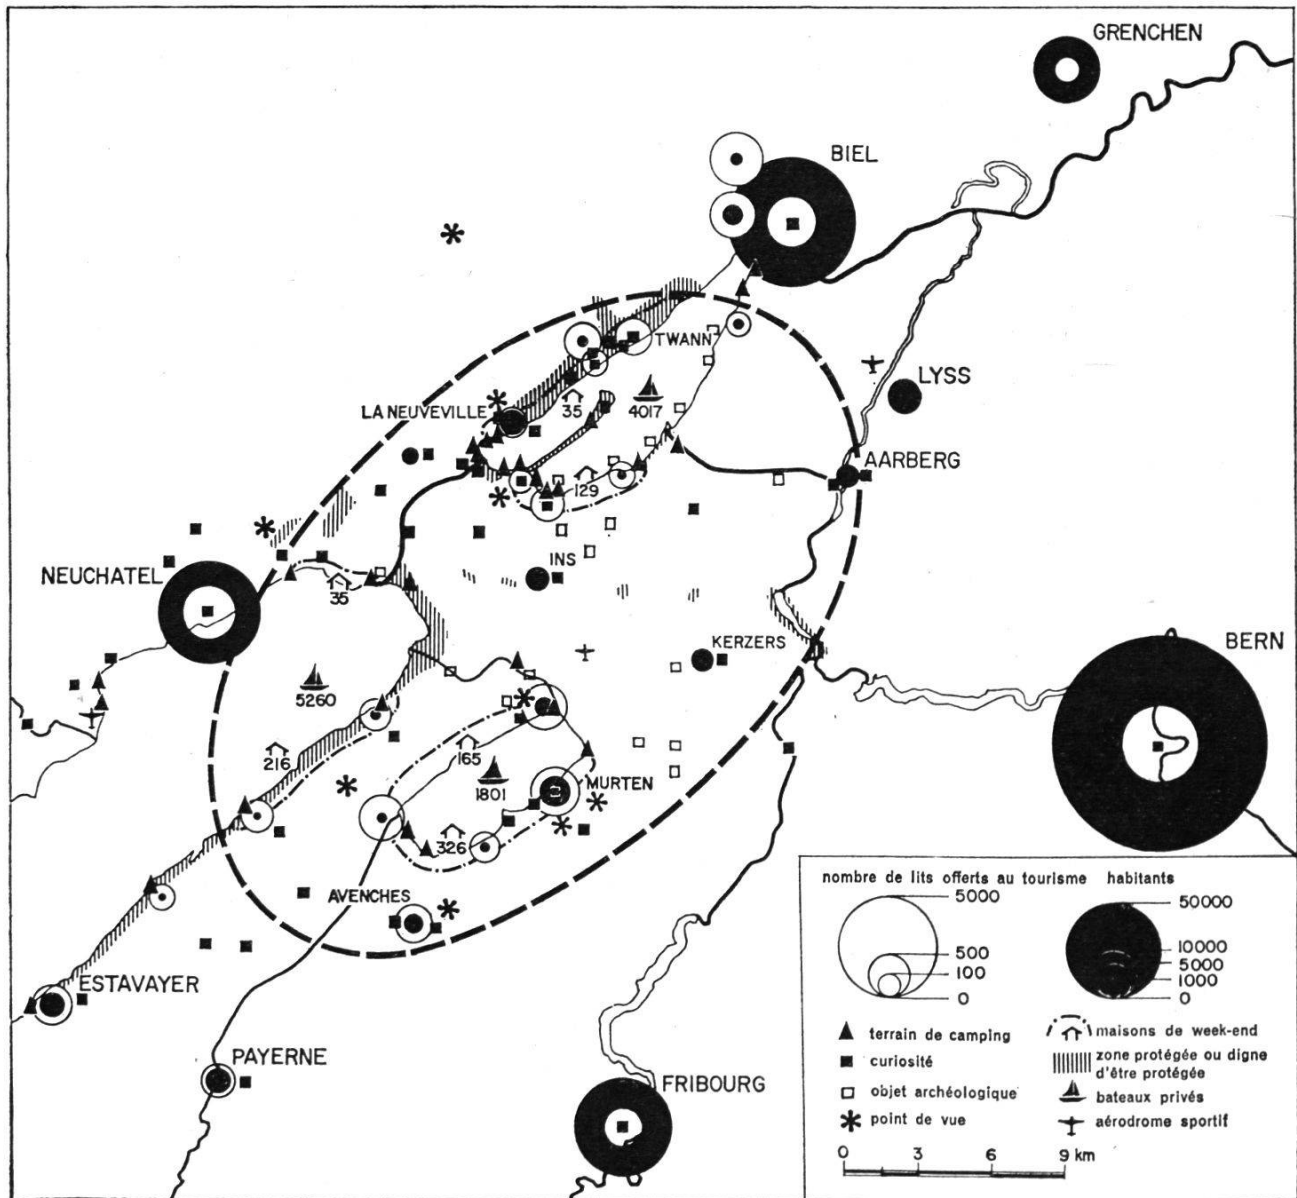 GRENCHEN
BIEL
TWANN
LYSS
LA NEUVEVILLE
35
4017
AARBERG
129
INS
NEUCHATEL
35
KERZERS
BERN
5260
216
165
1801
MURTEN
326
AVENCHES
ESTAVAYER
PAYERNE
FRIBOURG
nombre de lits offerts au tourisme
5000
500
100
0
habitants
50000
10000
5000
1000
0
terrain de camping
curiosité
objet archéologique
point de vue
maisons de week-end
zone protégée ou digne
d'être protégée
bateaux privés
aérodrome sportif
0 3 6 9 km